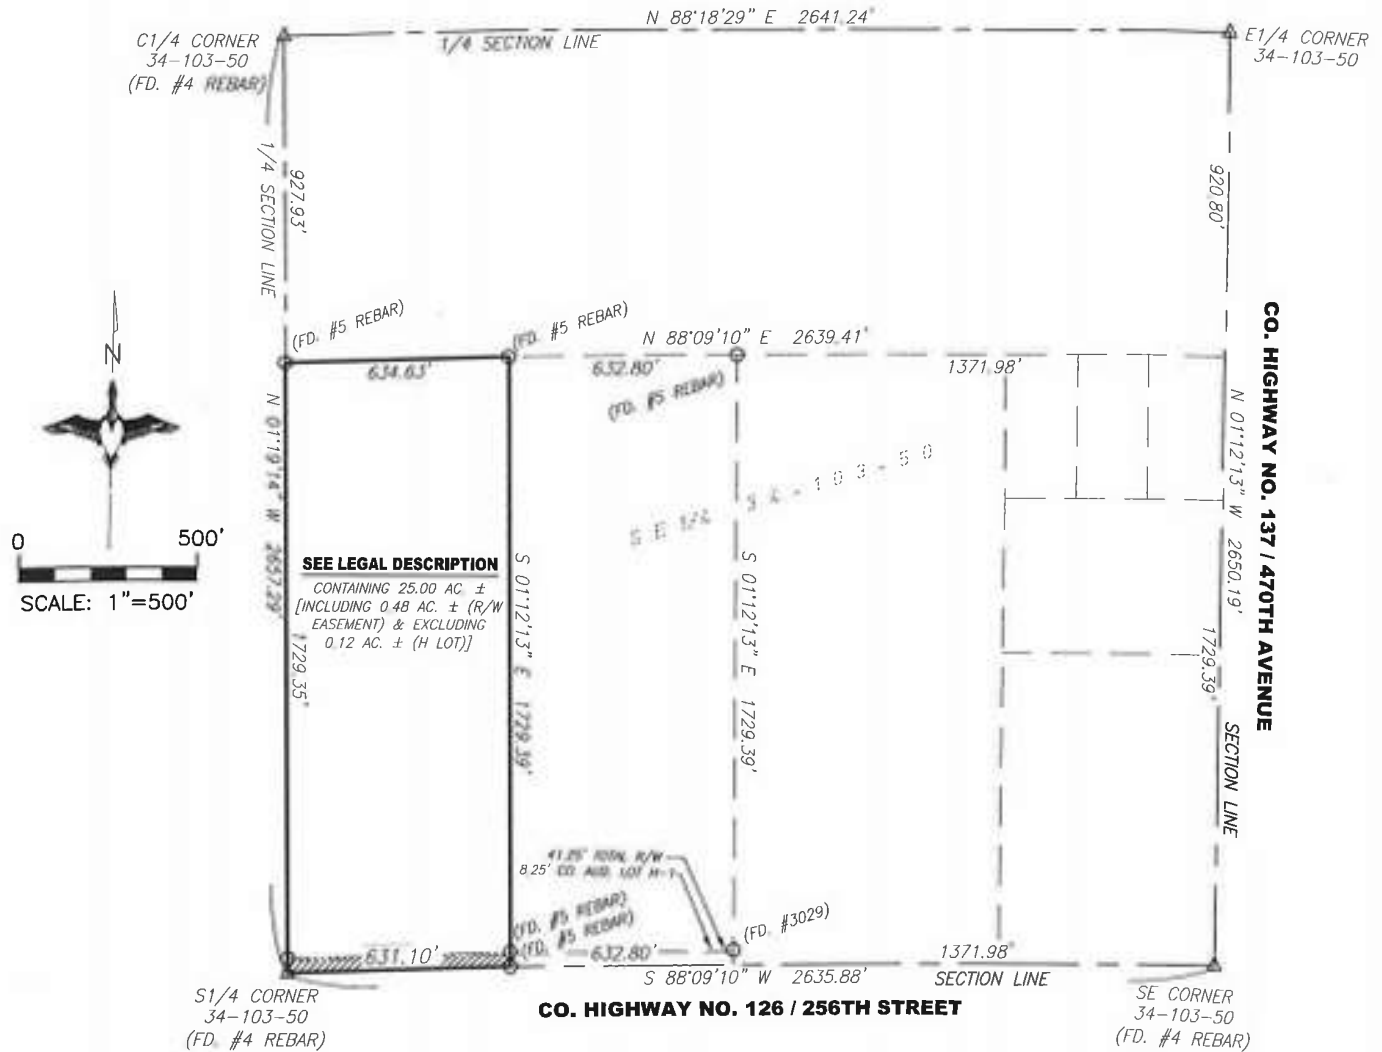 N 88°18'29" E 2641.24'
1/4 SECTION LINE
C1/4 CORNER
34-103-50
(FD. #4 REBAR)
E1/4 CORNER
34-103-50
1/4 SECTION LINE
927.93'
920.80'
(FD. #5 REBAR)
(FD. #5 REBAR)
N 88°09'10" E 2639.41'
634.63'
632.80'
1371.98'
(FD. #5 REBAR)
N
N 01°19'14" W 2657.29'
1729.35'
S E 1/4 34-103-50
N 01°12'13" W 2650.19'
1729.39'
CO. HIGHWAY NO. 137 / 470TH AVENUE
SECTION LINE
0 500'
SCALE: 1"=500'
SEE LEGAL DESCRIPTION
CONTAINING 25.00 AC ±
[INCLUDING 0.48 AC. ± (R/W
EASEMENT) & EXCLUDING
0.12 AC. ± (H LOT)]
S 01°12'13" E 1729.39'
S 01°12'13" E 1729.39'
41.25' TOTAL R/W
8.25' CO. AUD. LOT H-1
(FD. #5 REBAR)
(FD. #5 REBAR)
(FD. #3029)
631.10'
632.80'
1371.98'
S 88°09'10" W 2635.88'
SECTION LINE
S1/4 CORNER
34-103-50
(FD. #4 REBAR)
CO. HIGHWAY NO. 126 / 256TH STREET
SE CORNER
34-103-50
(FD. #4 REBAR)